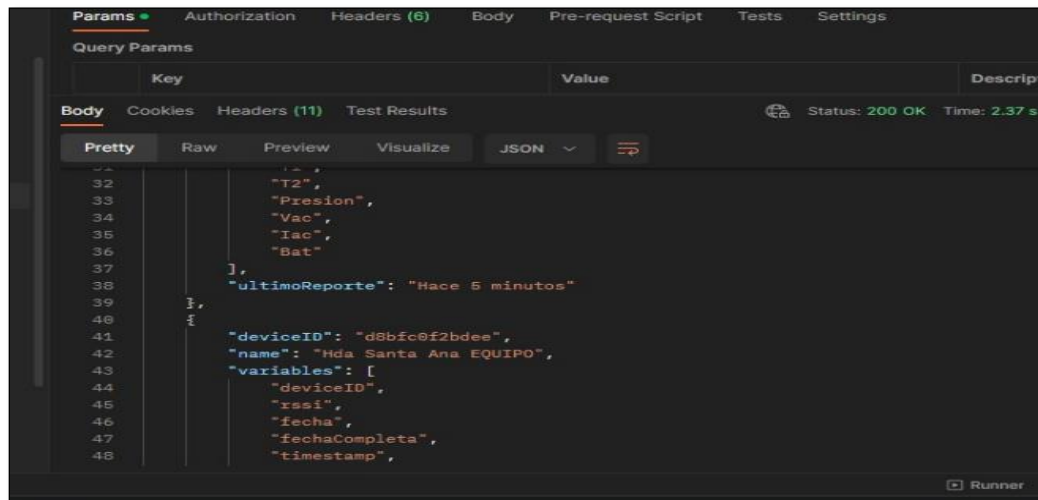 Params Authorization Headers (6) Body Pre-request Script Tests Settings
Query Params
Key Value Descrip
Body Cookies Headers (11) Test Results Status: 200 OK Time: 2.37 s
Pretty Raw Preview Visualize JSON
32 "T2",
33 "Presion",
34 "Vac",
35 "Iac",
36 "Bat"
37 ],
38 "ultimoReporte": "Hace 5 minutos"
39 },
40 {
41 "deviceID": "d8bfc0f2bdee",
42 "name": "Hda Santa Ana EQUIPO",
43 "variables": [
44 "deviceID",
45 "rssi",
46 "fecha",
47 "fechaCompleta",
48 "timestamp",
Runner